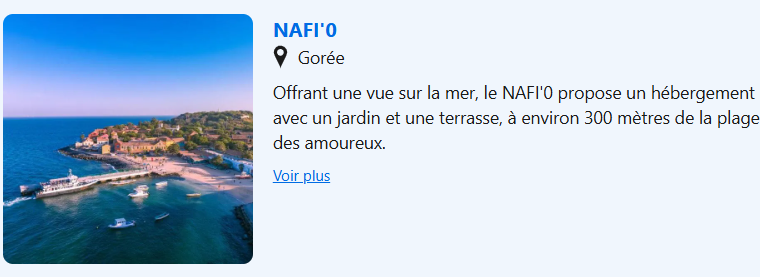 NAFI'0
Gorée
Offrant une vue sur la mer, le NAFI'0 propose un hébergement
avec un jardin et une terrasse, à environ 300 mètres de la plage
des amoureux.
Voir plus